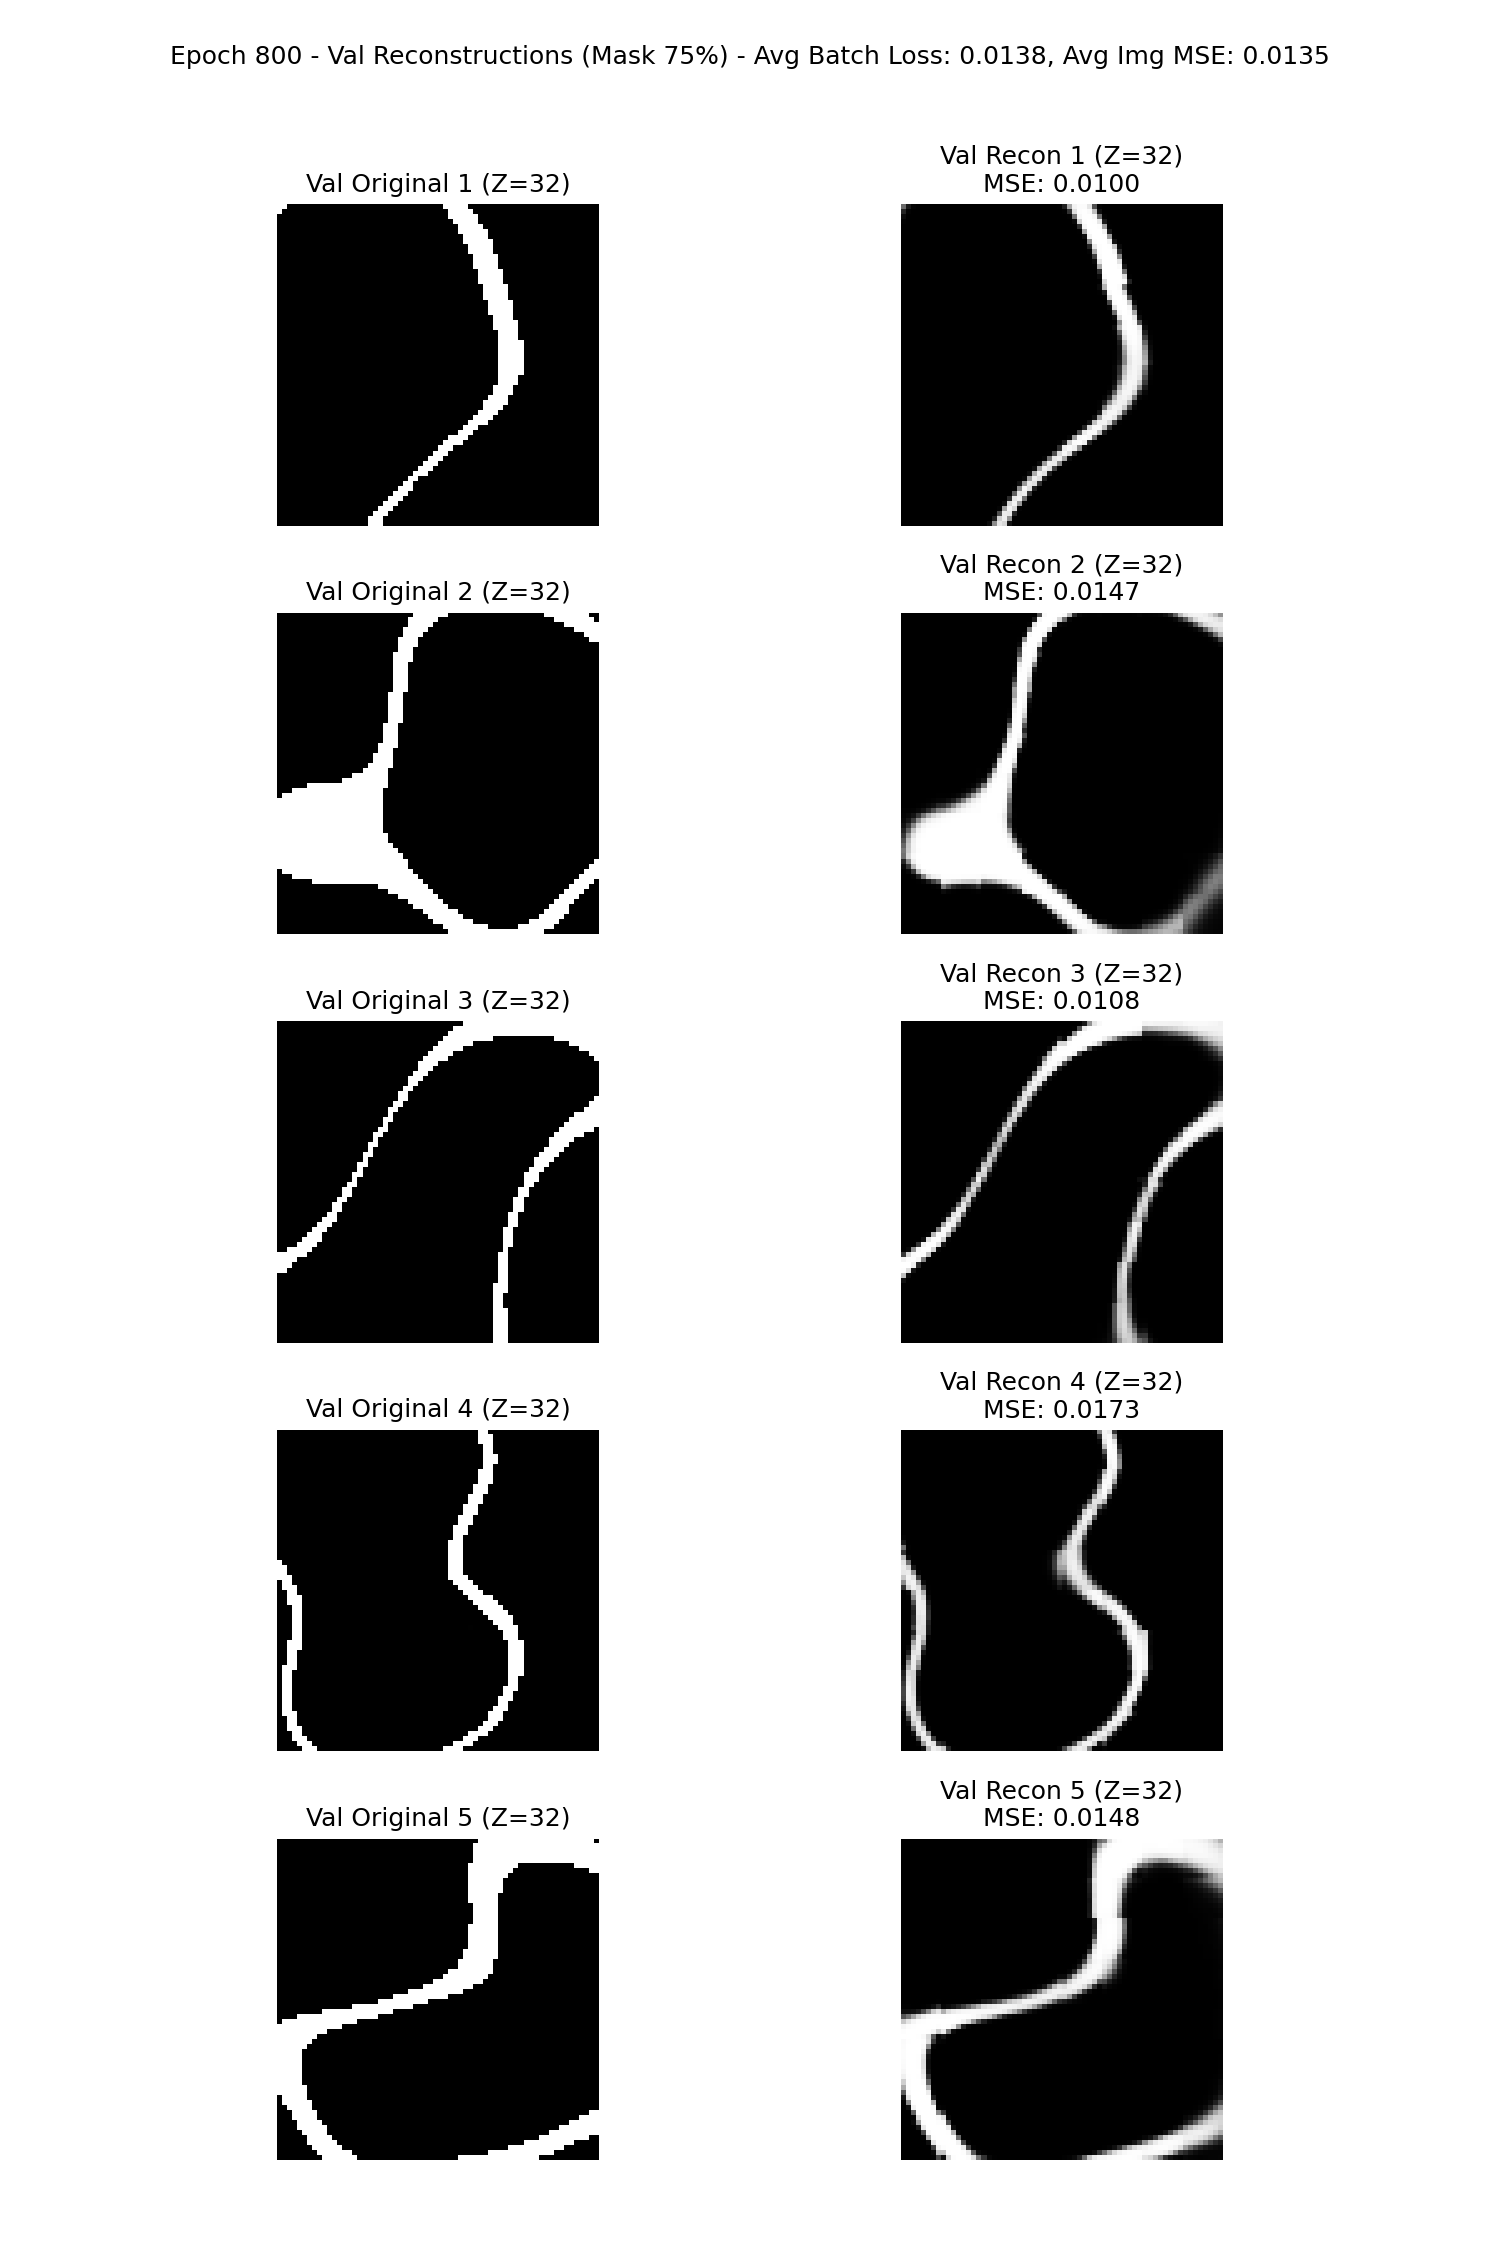 Epoch 800 - Val Reconstructions (Mask 75%) - Avg Batch Loss: 0.0138, Avg Img MSE: 0.0135
Val Original 1 (Z=32)
Val Recon 1 (Z=32)
MSE: 0.0100
Val Original 2 (Z=32)
Val Recon 2 (Z=32)
MSE: 0.0147
Val Original 3 (Z=32)
Val Recon 3 (Z=32)
MSE: 0.0108
Val Original 4 (Z=32)
Val Recon 4 (Z=32)
MSE: 0.0173
Val Original 5 (Z=32)
Val Recon 5 (Z=32)
MSE: 0.0148